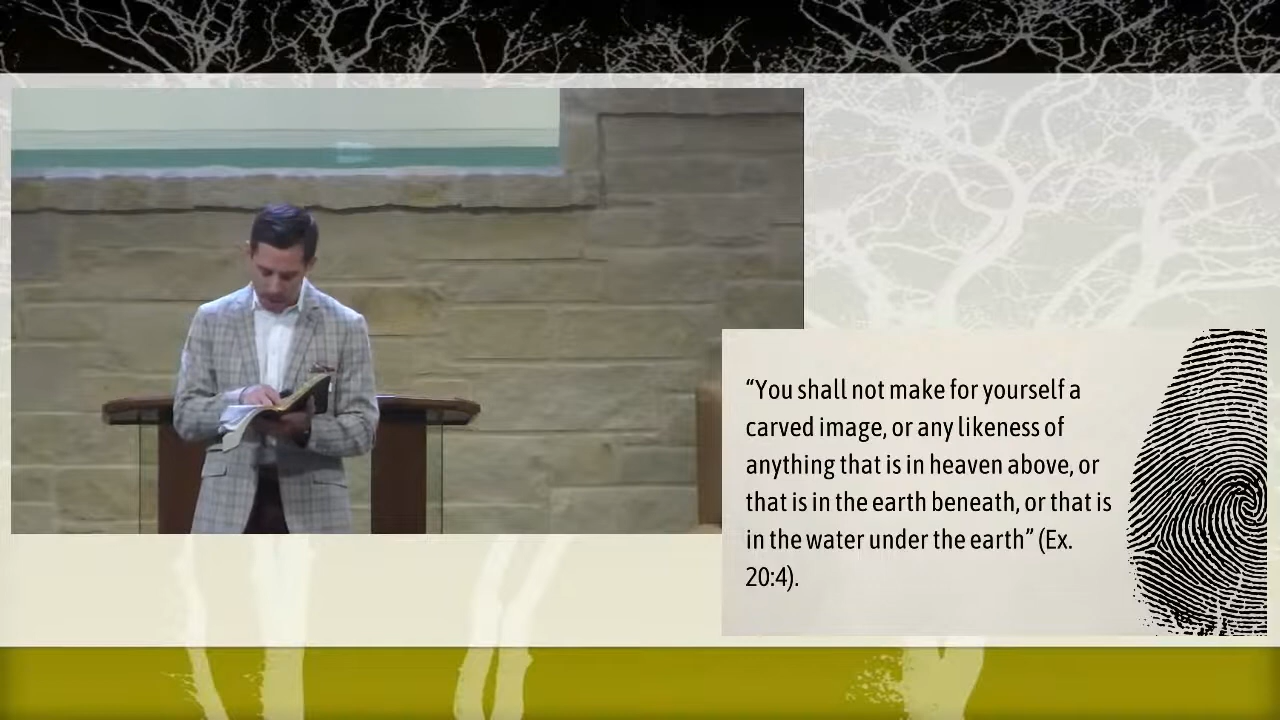 “You shall not make for yourself a
carved image, or any likeness of
anything that is in heaven above, or
that is in the earth beneath, or that is
in the water under the earth” (Ex.
20:4).